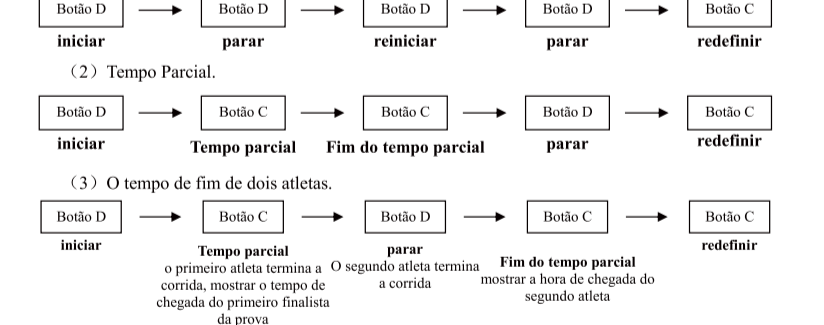 Botão D Botão D Botão D Botão D Botão C
iniciar parar reiniciar parar redefinir
（2）Tempo Parcial.
Botão D Botão C Botão C Botão D Botão C
iniciar Tempo parcial Fim do tempo parcial parar redefinir
（3）O tempo de fim de dois atletas.
Botão D Botão C Botão D Botão C Botão C
iniciar
Tempo parcial
o primeiro atleta termina a
corrida, mostrar o tempo de
chegada do primeiro finalista
da prova
parar
O segundo atleta termina
a corrida
Fim do tempo parcial
mostrar a hora de chegada do
segundo atleta
redefinir